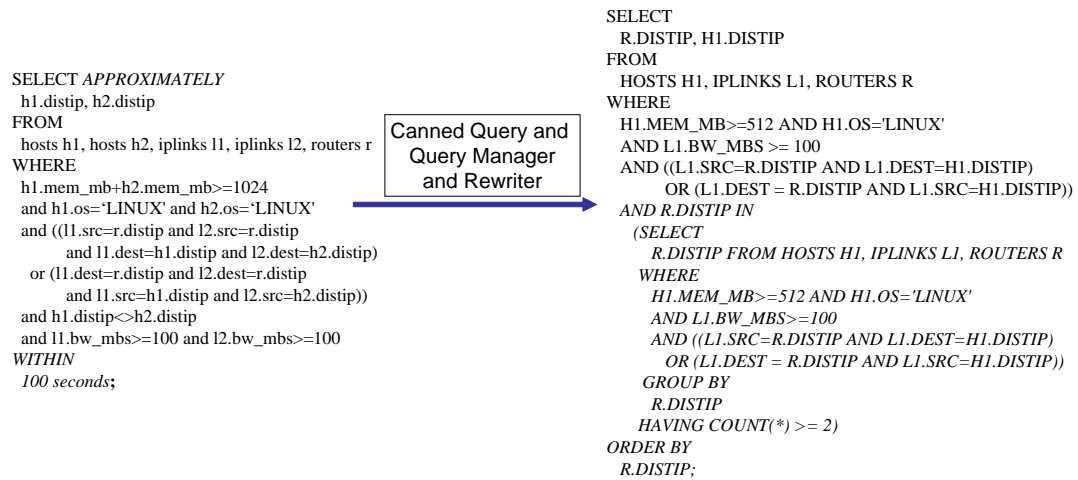 SELECT APPROXIMATELY
h1.distip, h2.distip
FROM
hosts h1, hosts h2, iplinks l1, iplinks l2, routers r
WHERE
h1.mem_mb+h2.mem_mb>=1024
and h1.os=‘LINUX' and h2.os=‘LINUX'
and ((l1.src=r.distip and l2.src=r.distip
and l1.dest=h1.distip and l2.dest=h2.distip)
or (l1.dest=r.distip and l2.dest=r.distip
and l1.src=h1.distip and l2.src=h2.distip))
and h1.distip<>h2.distip
and l1.bw_mbs>=100 and l2.bw_mbs>=100
WITHIN
100 seconds;
Canned Query and
Query Manager
and Rewriter
SELECT
R.DISTIP, H1.DISTIP
FROM
HOSTS H1, IPLINKS L1, ROUTERS R
WHERE
H1.MEM_MB>=512 AND H1.OS='LINUX'
AND L1.BW_MBS >= 100
AND ((L1.SRC=R.DISTIP AND L1.DEST=H1.DISTIP)
OR (L1.DEST = R.DISTIP AND L1.SRC=H1.DISTIP))
AND R.DISTIP IN
(SELECT
R.DISTIP FROM HOSTS H1, IPLINKS L1, ROUTERS R
WHERE
H1.MEM_MB>=512 AND H1.OS='LINUX'
AND L1.BW_MBS>=100
AND ((L1.SRC=R.DISTIP AND L1.DEST=H1.DISTIP)
OR (L1.DEST = R.DISTIP AND L1.SRC=H1.DISTIP))
GROUP BY
R.DISTIP
HAVING COUNT(*) >= 2)
ORDER BY
R.DISTIP;